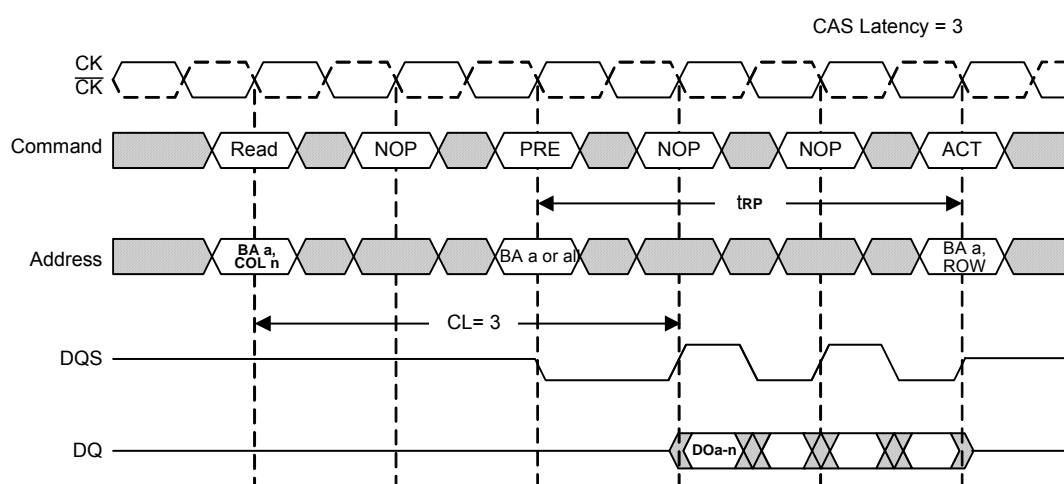 CAS Latency = 3
CK
CK
Command
Read
NOP
PRE
NOP
NOP
ACT
tRP
Address
BA a,
COL n
BA a or all
BA a,
ROW
CL= 3
DQS
DQ
DOa-n